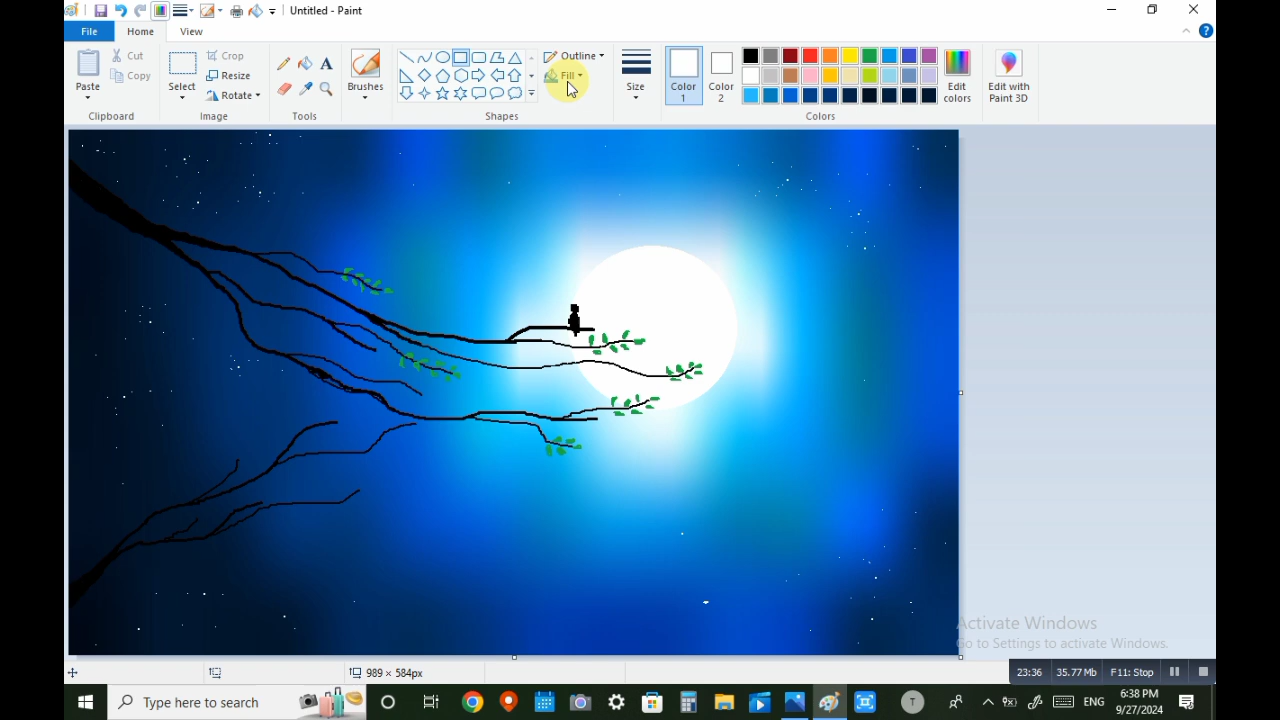 Untitled - Paint
File Home View
Paste
Cut
Copy
Clipboard
Select
Crop
Resize
Rotate
Image
Tools
Brushes
Shapes
Outline
Fill
Size
Color 1
Color 2
Edit colors
Colors
Edit with Paint 3D
Activate Windows
Go to Settings to activate Windows.
989 × 584px
23:36 35.77 Mb F11: Stop
Type here to search
T
ENG
6:38 PM
9/27/2024